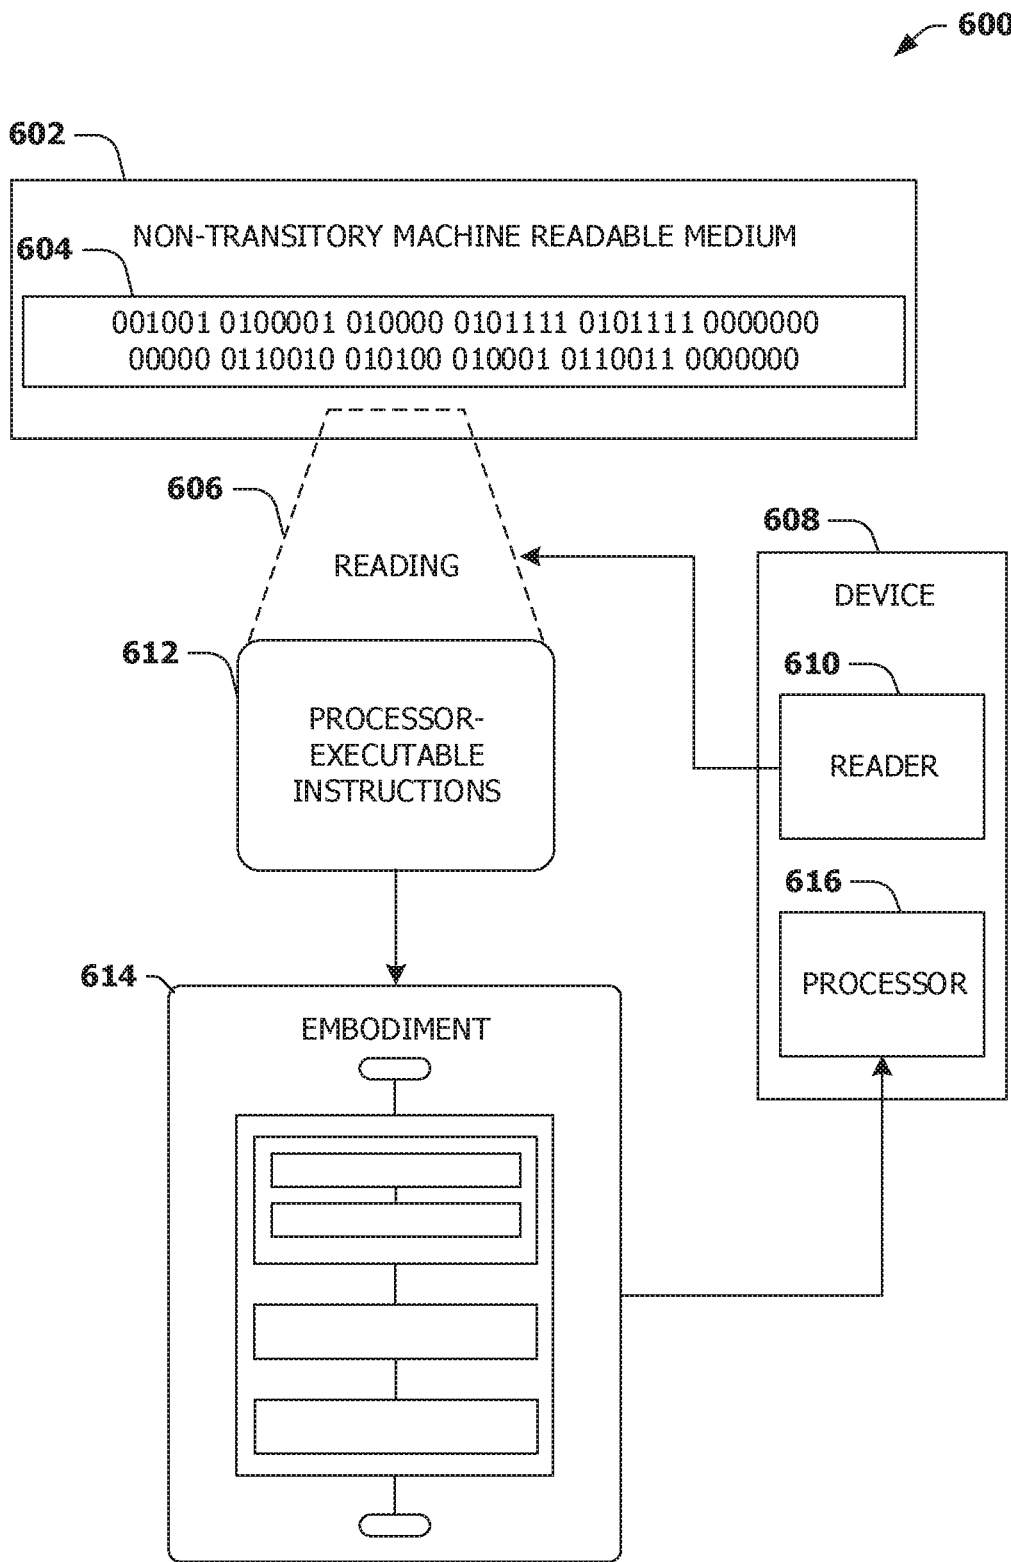 600
602
NON-TRANSITORY MACHINE READABLE MEDIUM
604
001001 0100001 010000 0101111 0101111 0000000
00000 0110010 010100 010001 0110011 0000000
606
READING
608
DEVICE
610
READER
612
PROCESSOR-
EXECUTABLE
INSTRUCTIONS
616
PROCESSOR
614
EMBODIMENT